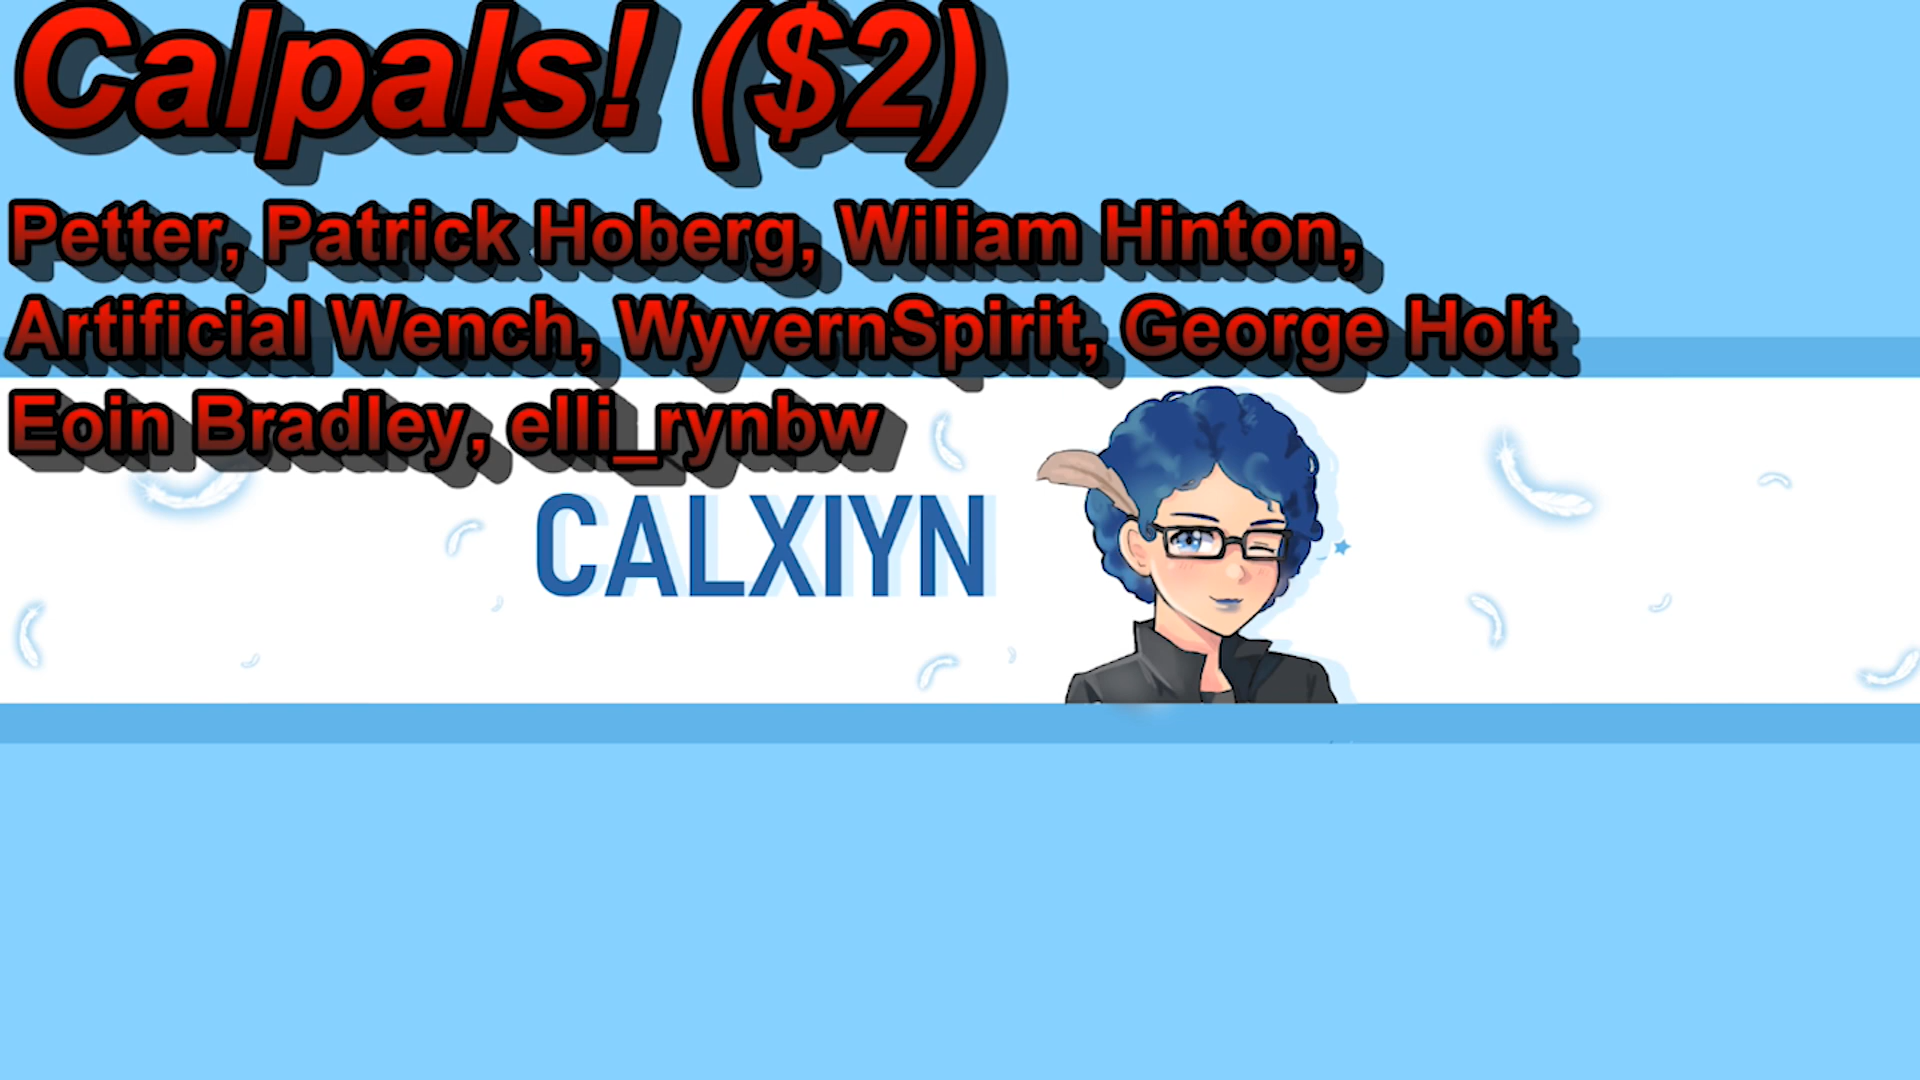 Calpals! ($2)
Petter, Patrick Hoberg, Wiliam Hinton,
Artificial Wench, WyvernSpirit, George Holt
Eoin Bradley, elli_rynbw
CALXIYN